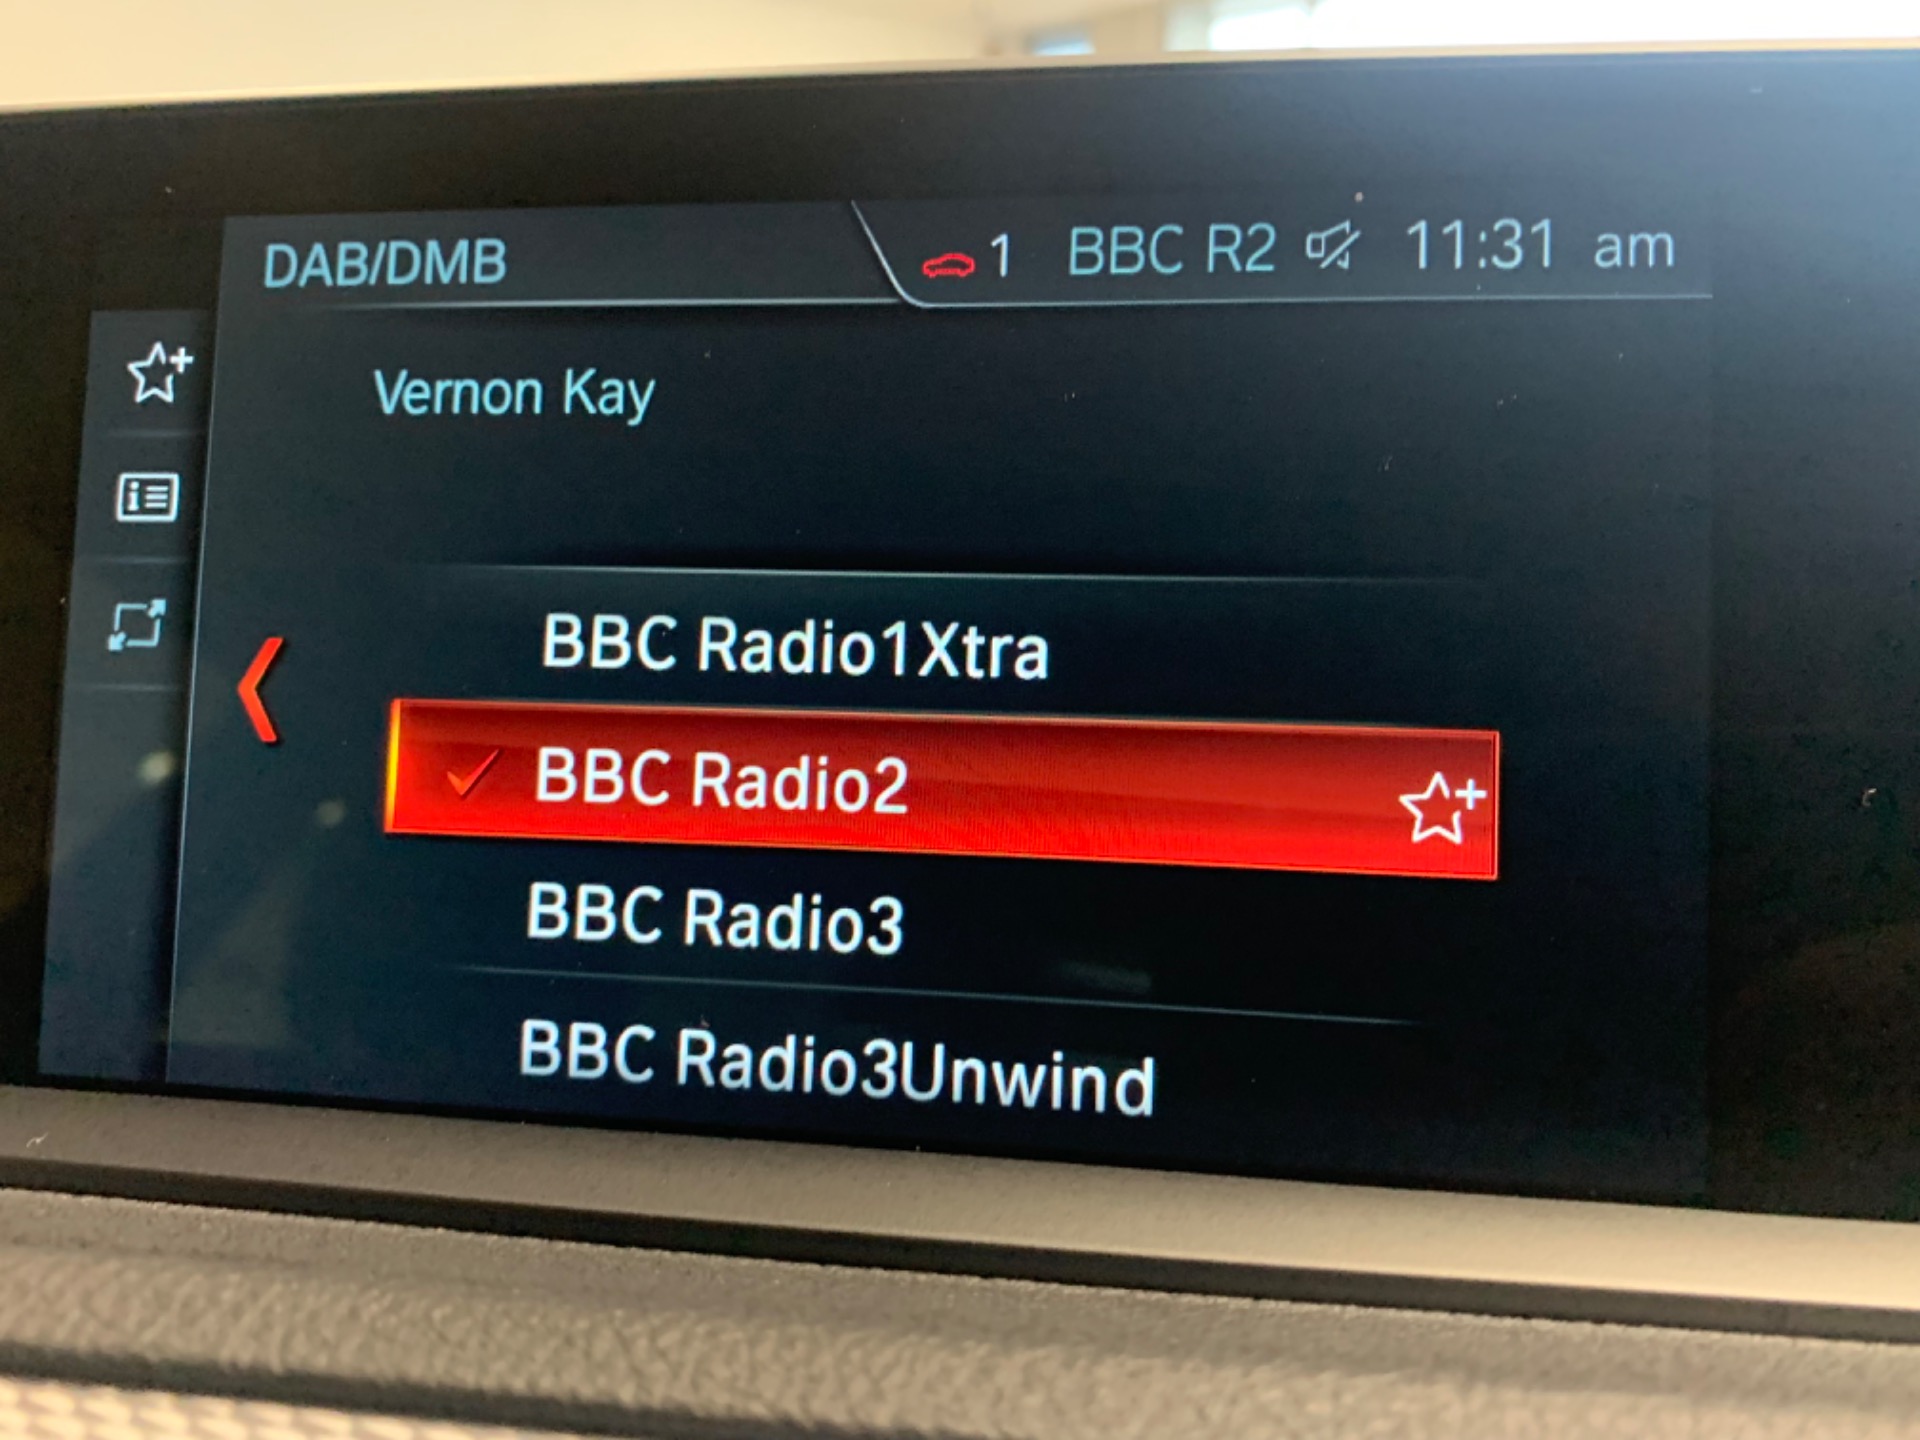 DAB/DMB
1 BBC R2 11:31 am
Vernon Kay
BBC Radio1Xtra
BBC Radio2
BBC Radio3
BBC Radio3Unwind